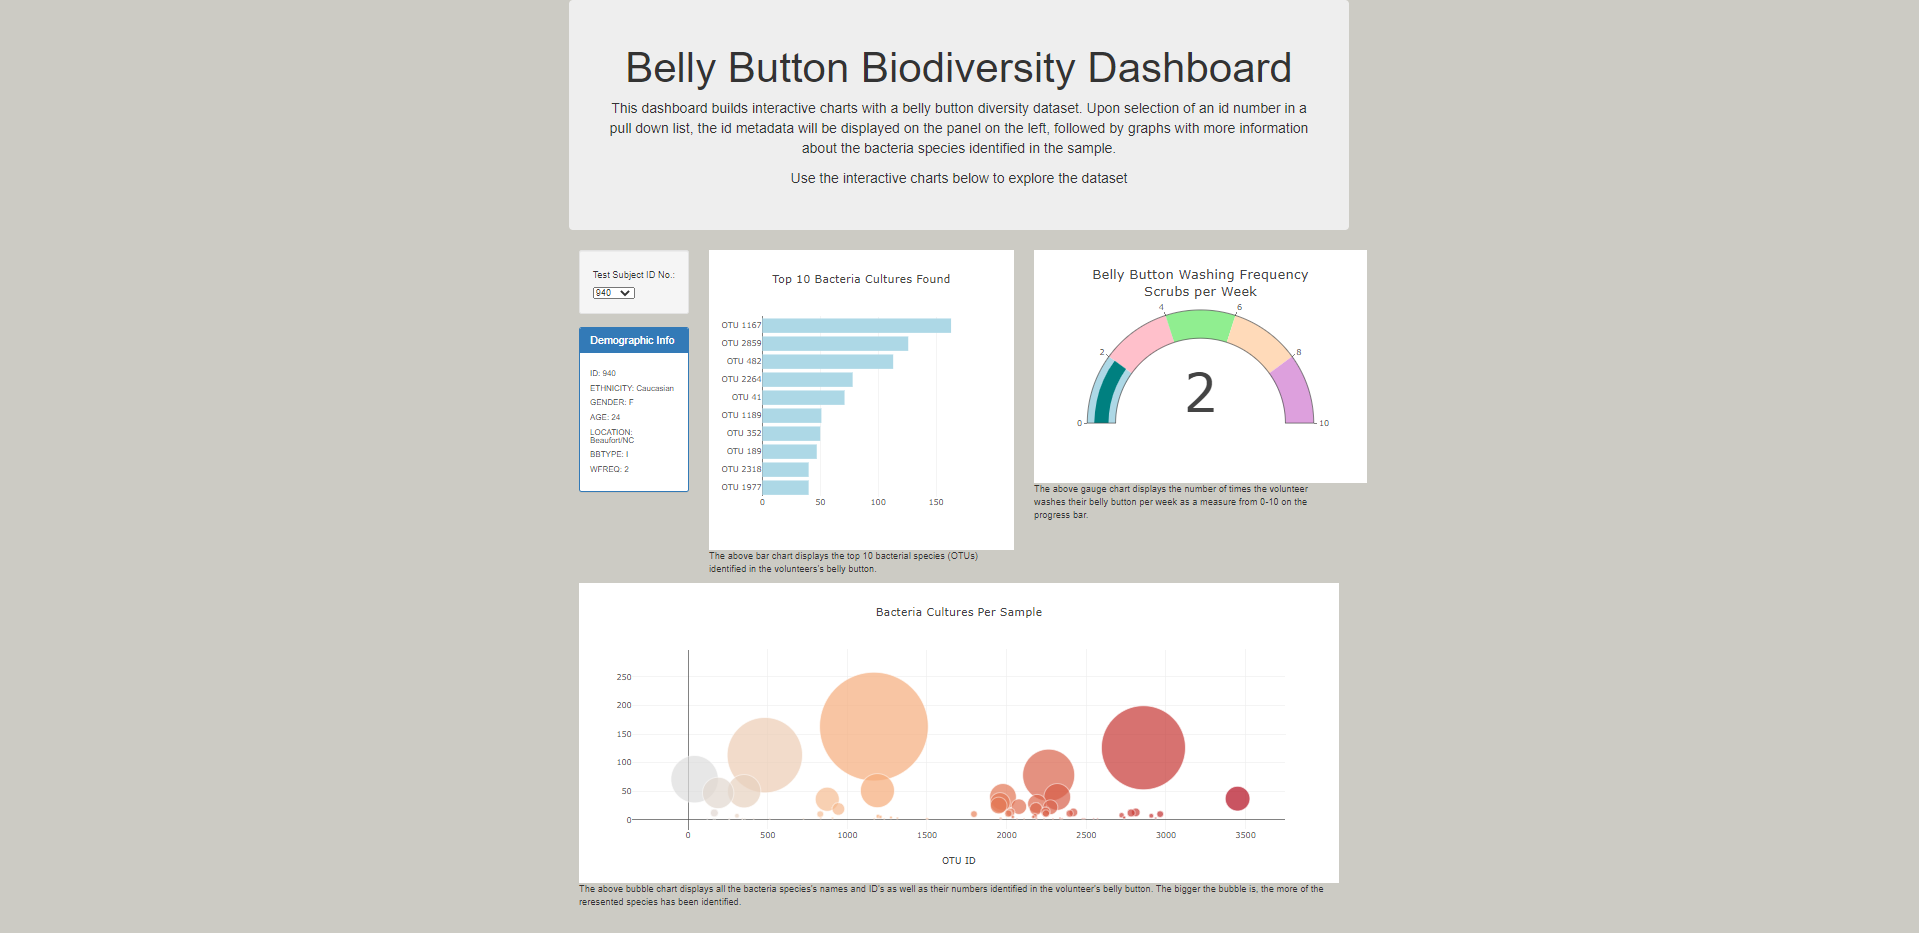 Belly Button Biodiversity Dashboard
This dashboard builds interactive charts with a belly button diversity dataset. Upon selection of an id number in a
pull down list, the id metadata will be displayed on the panel on the left, followed by graphs with more information
about the bacteria species identified in the sample.
Use the interactive charts below to explore the dataset
Test Subject ID No.:
940
Demographic Info
ID: 940
ETHNICITY: Caucasian
GENDER: F
AGE: 24
LOCATION:
Beaufort/NC
BBTYPE: I
WFREQ: 2
Top 10 Bacteria Cultures Found
OTU 1167
OTU 2859
OTU 482
OTU 2264
OTU 41
OTU 1189
OTU 352
OTU 189
OTU 2318
OTU 1977
0 50 100 150
The above bar chart displays the top 10 bacterial species (OTUs)
identified in the volunteers's belly button.
Belly Button Washing Frequency
Scrubs per Week
4 6
2 8
2
0 10
The above gauge chart displays the number of times the volunteer
washes their belly button per week as a measure from 0-10 on the
progress bar.
Bacteria Cultures Per Sample
250
200
150
100
50
0
0 500 1000 1500 2000 2500 3000 3500
OTU ID
The above bubble chart displays all the bacteria species's names and ID's as well as their numbers identified in the volunteer's belly button. The bigger the bubble is, the more of the
reresented species has been identified.